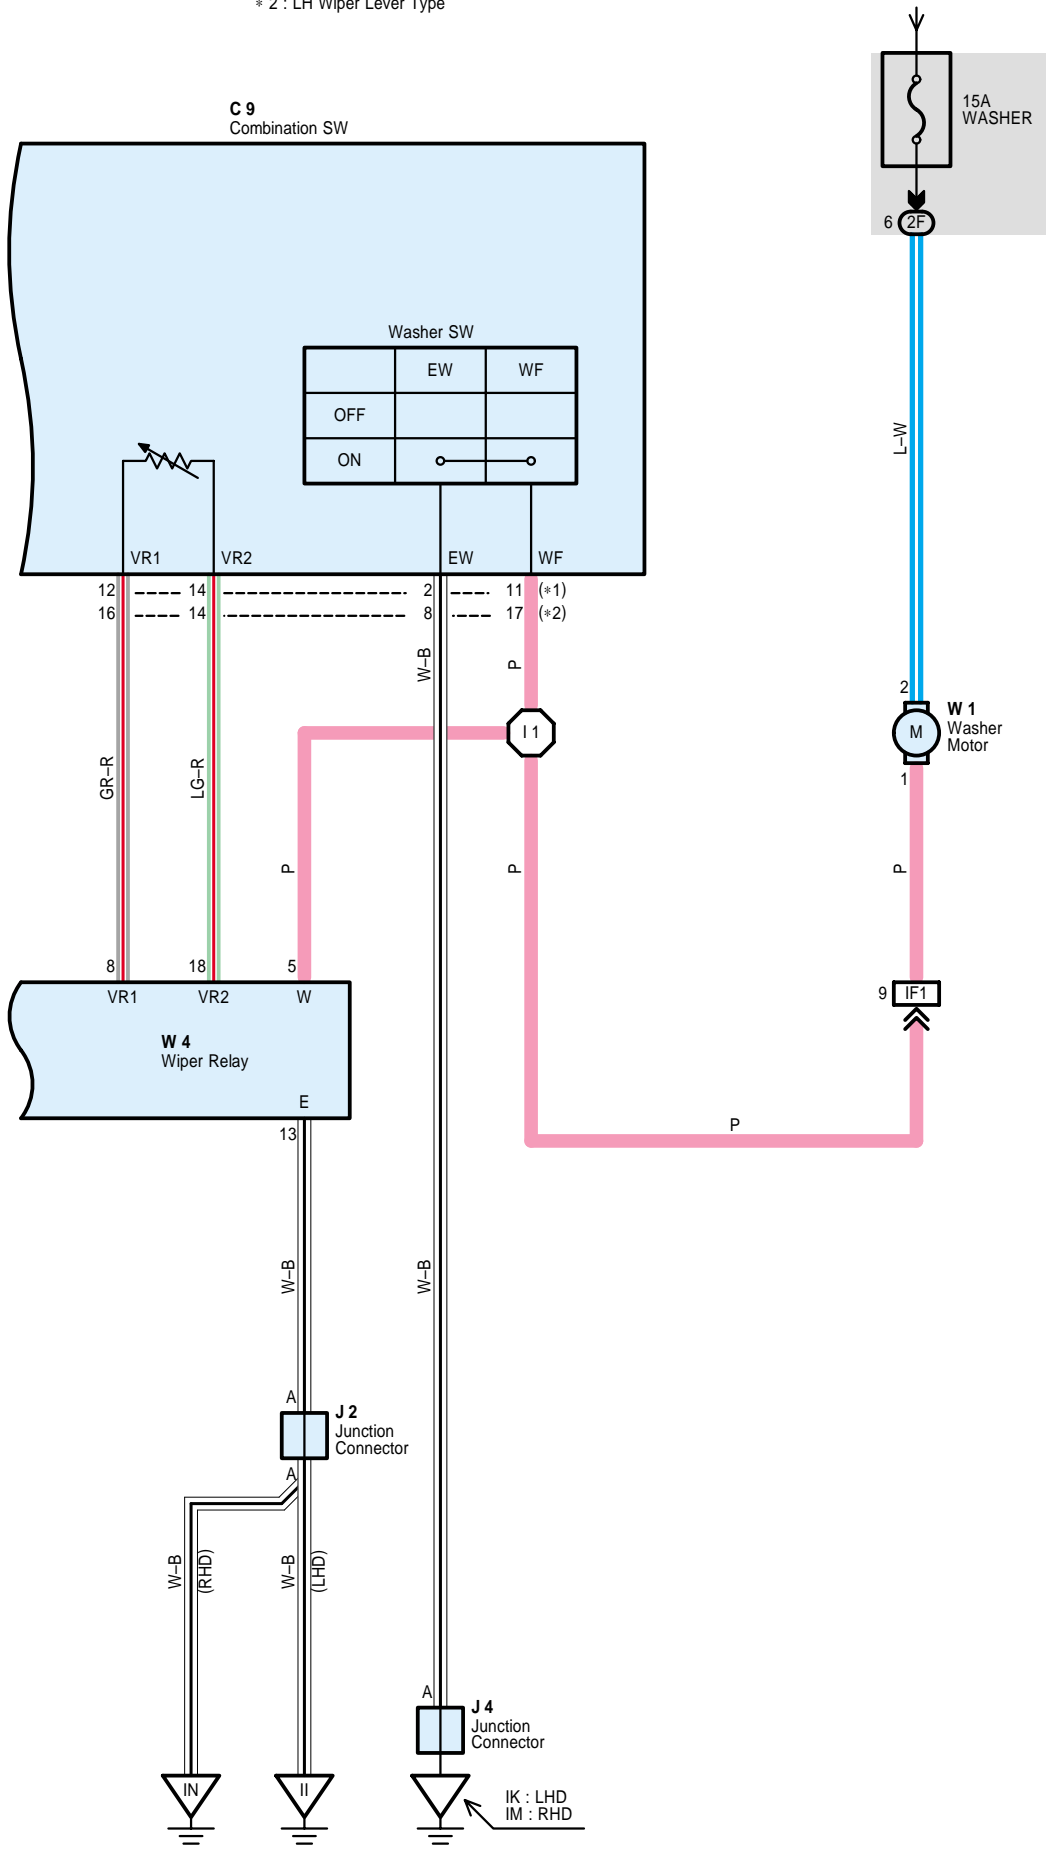 * 2 : LH Wiper Lever Type
15A
WASHER
6 2F
C 9
Combination SW
Washer SW
EW WF
OFF
ON
VR1 VR2 EW WF
12 14 2 11 (*1)
16 14 8 17 (*2)
L–W
W–B
P
2
W 1
Washer
Motor
M
1
I 1
GR–R
LG–R
P
P
P
8 18 5
VR1 VR2 W
W 4
Wiper Relay
E
13
9 IF1
P
W–B
W–B
A
J 2
Junction
Connector
A
W–B
(RHD)
W–B
(LHD)
A
J 4
Junction
Connector
IN
II
IK : LHD
IM : RHD